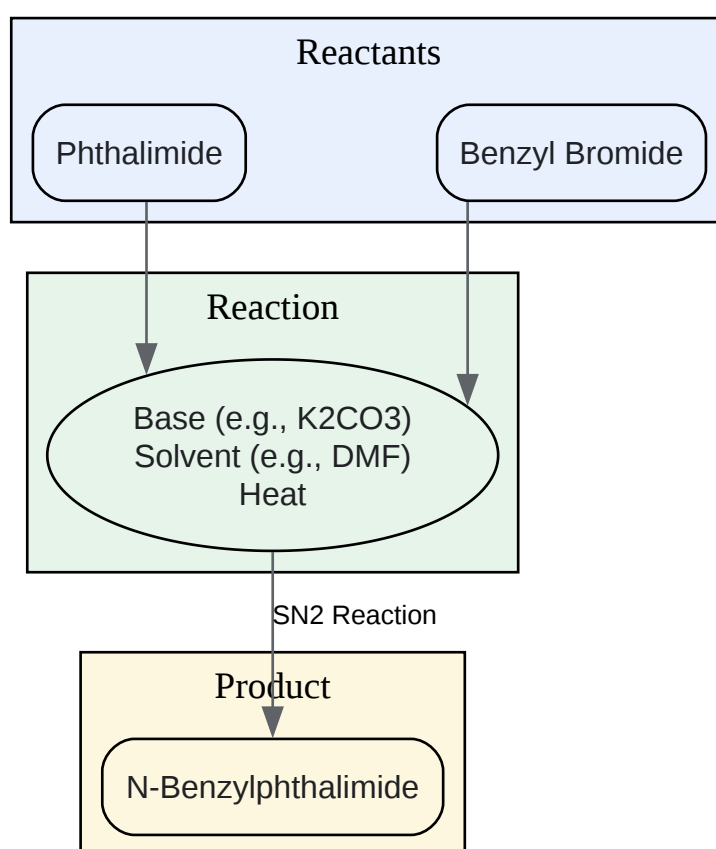 Reactants
Phthalimide
Benzyl Bromide
Reaction
Base (e.g., K2CO3)
Solvent (e.g., DMF)
Heat
SN2 Reaction
Product
N-Benzylphthalimide